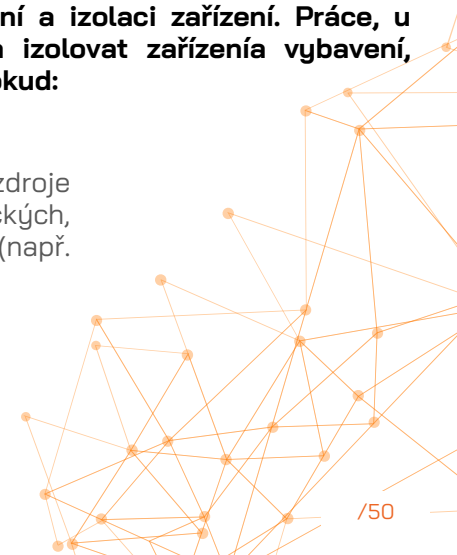 ní a izolaci zařízení. Práce, u
izolovat zařízenía vybavení,
okud:
zdroje
ckých,
(např.
/50